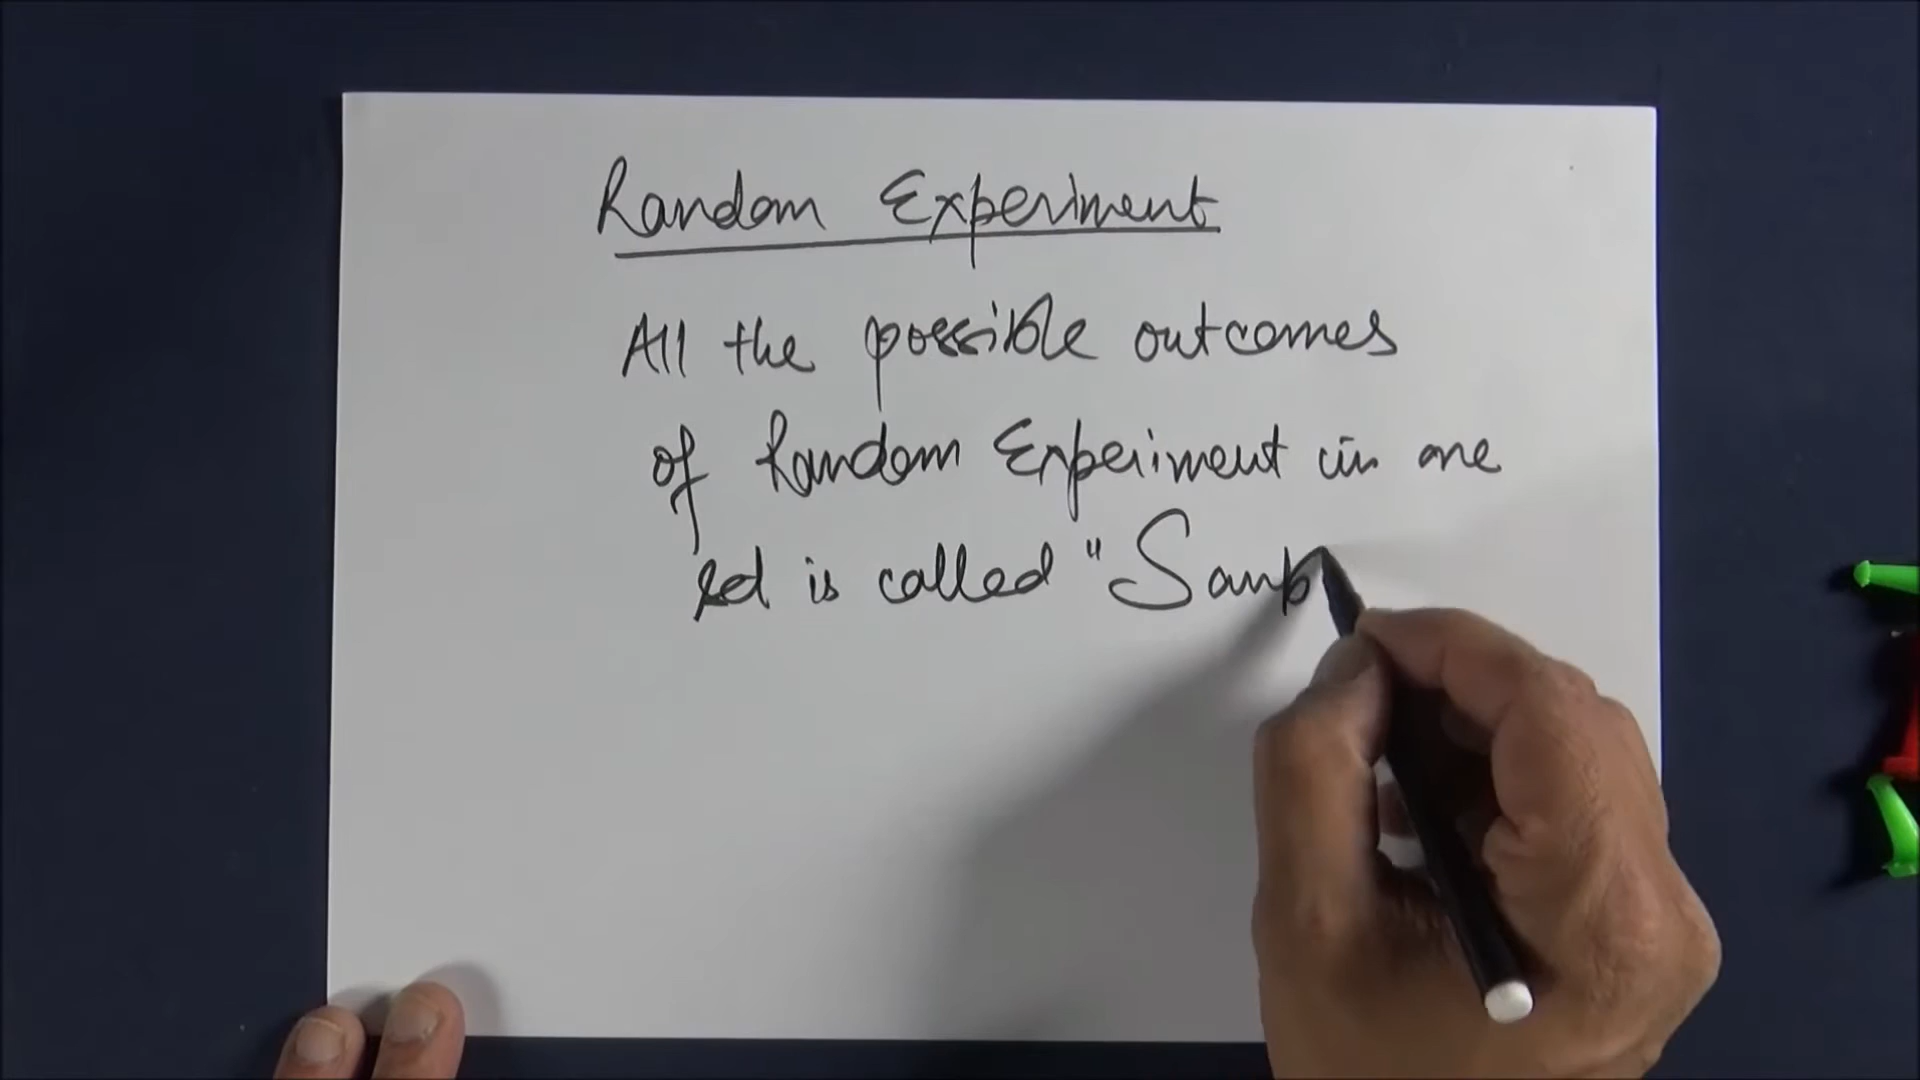 Random Experiment
All the possible outcomes
of Random Experiment in one
set is called "Samp